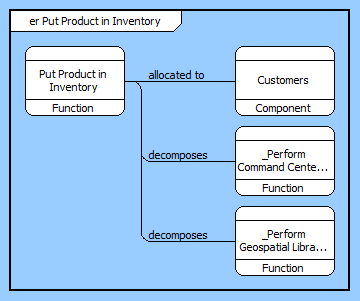 er Put Product in Inventory
Put Product in
Inventory
Function
allocated to
Customers
Component
decomposes
_Perform
Command Cente...
Function
decomposes
_Perform
Geospatial Libra...
Function